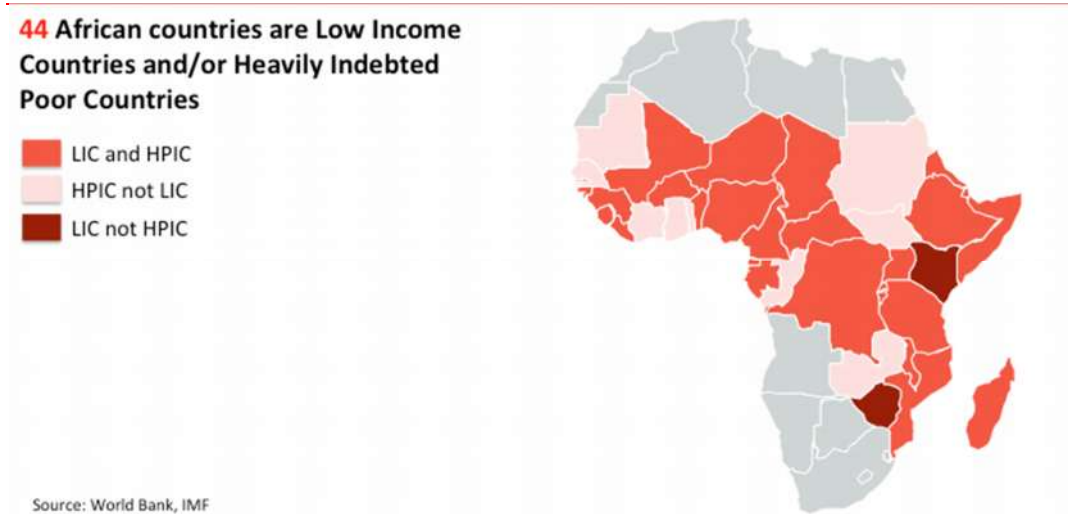 44 African countries are Low Income
Countries and/or Heavily Indebted
Poor Countries
LIC and HPIC
HPIC not LIC
LIC not HPIC
Source: World Bank, IMF